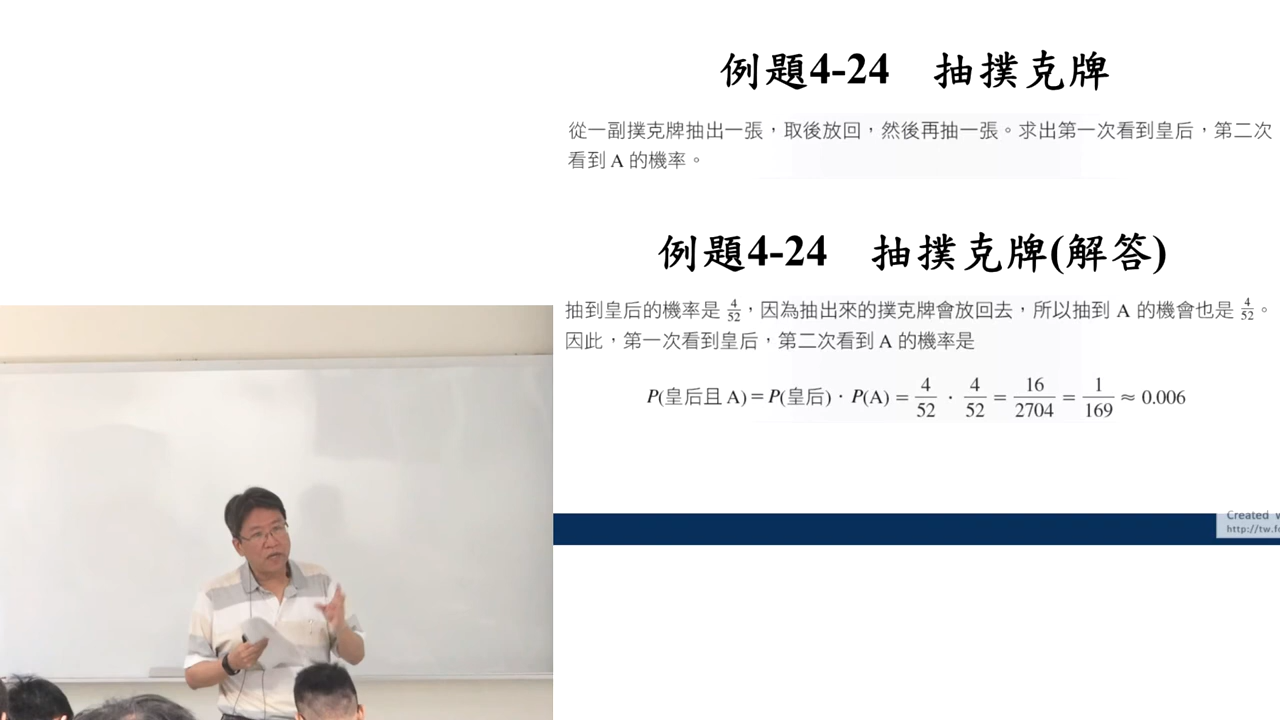 例題4-24 抽撲克牌
從一副撲克牌抽出一張，取後放回，然後再抽一張。求出第一次看到皇后，第二次
看到 A 的機率。
例題4-24 抽撲克牌(解答)
抽到皇后的機率是 4/52，因為抽出來的撲克牌會放回去，所以抽到 A 的機會也是 4/52。
因此，第一次看到皇后，第二次看到 A 的機率是
P(皇后且 A) = P(皇后) · P(A) = 4/52 · 4/52 = 16/2704 = 1/169 ≈ 0.006
Created
http://tw.f